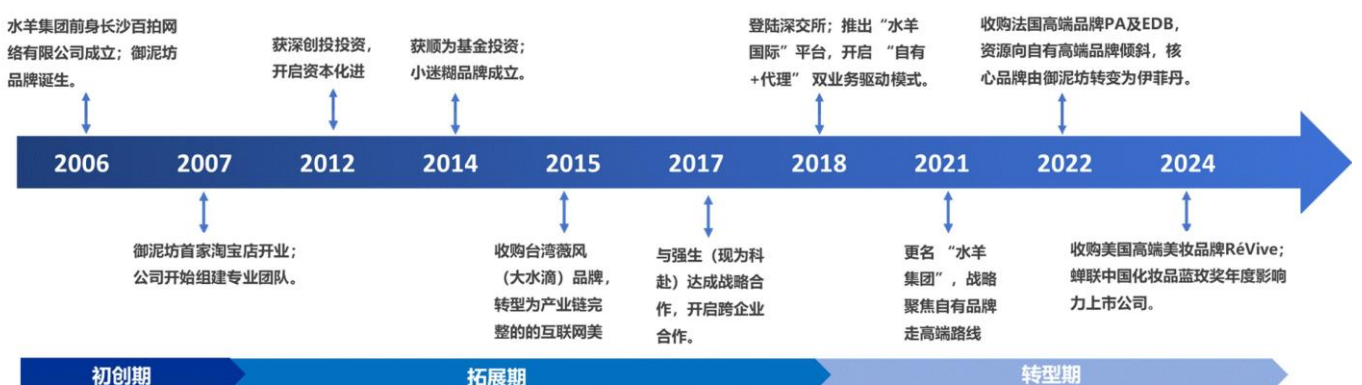 水羊集团前身长沙百拍网
络有限公司成立；御泥坊
品牌诞生。
获深创投投资，
开启资本化进
获顺为基金投资；
小迷糊品牌成立。
登陆深交所；推出“水羊
国际”平台，开启 “自有
+代理” 双业务驱动模式。
收购法国高端品牌PA及EDB，
资源向自有高端品牌倾斜，核
心品牌由御泥坊转变为伊菲丹。
2006
2007
2012
2014
2015
2017
2018
2021
2022
2024
御泥坊首家淘宝店开业；
公司开始组建专业团队。
收购台湾薇风
（大水滴）品牌，
转型为产业链完
整的的互联网美
与强生（现为科
赴）达成战略合
作，开启跨企业
合作。
更名 “水羊
集团”，战略
聚焦自有品牌
走高端路线
收购美国高端美妆品牌RéVive；
蝉联中国化妆品蓝玫奖年度影响
力上市公司。
初创期
拓展期
转型期